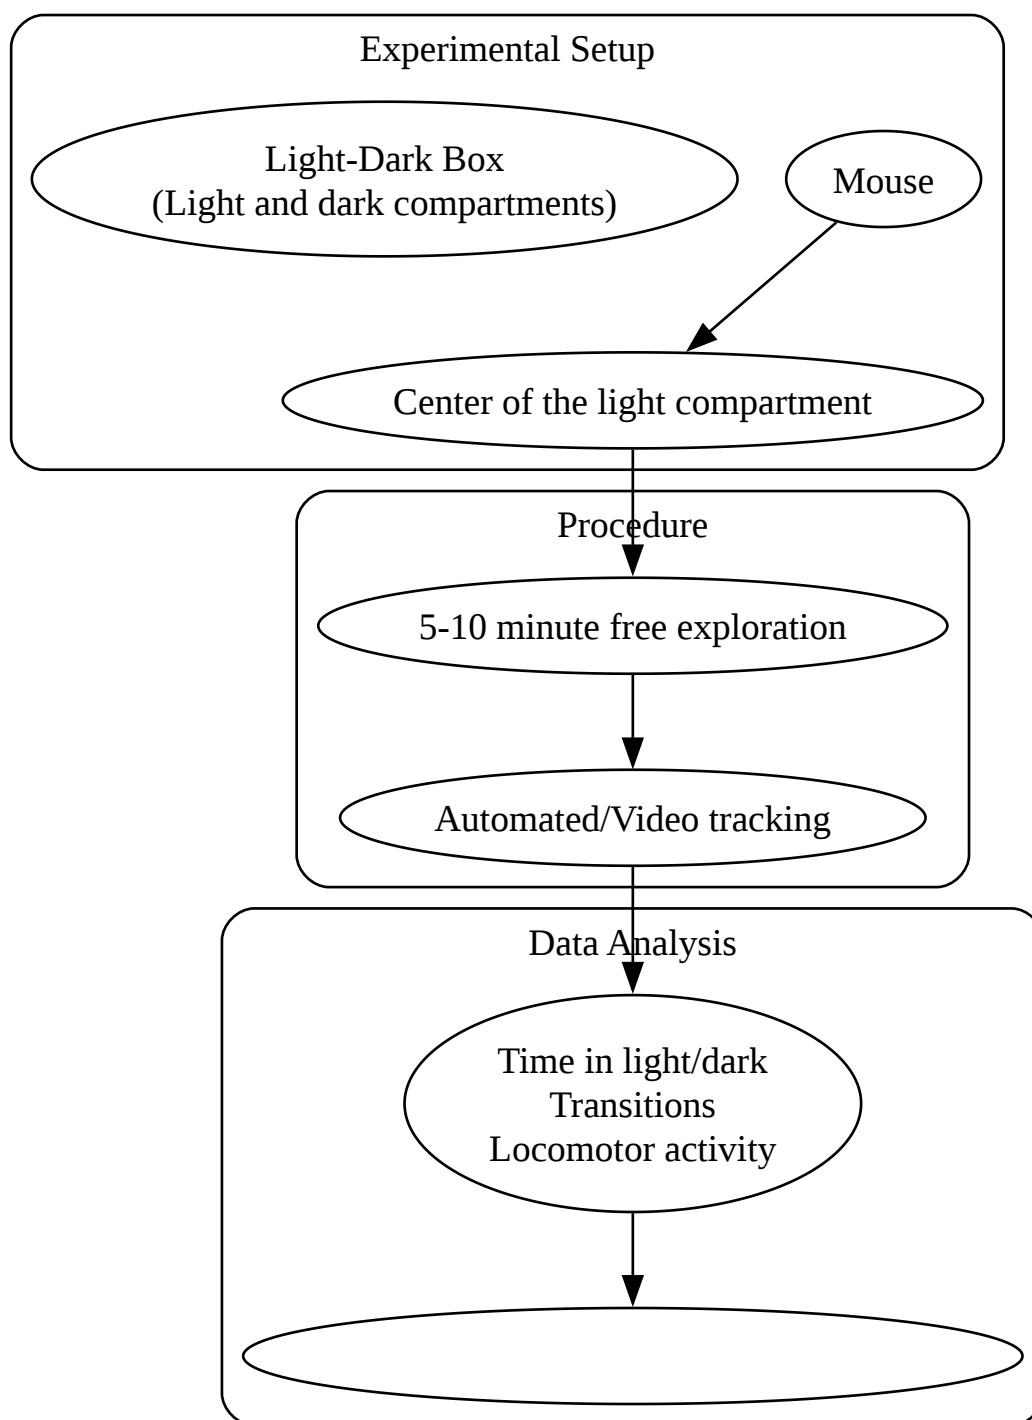 Experimental Setup
Light-Dark Box
(Light and dark compartments)
Mouse
Center of the light compartment
Procedure
5-10 minute free exploration
Automated/Video tracking
Data Analysis
Time in light/dark
Transitions
Locomotor activity